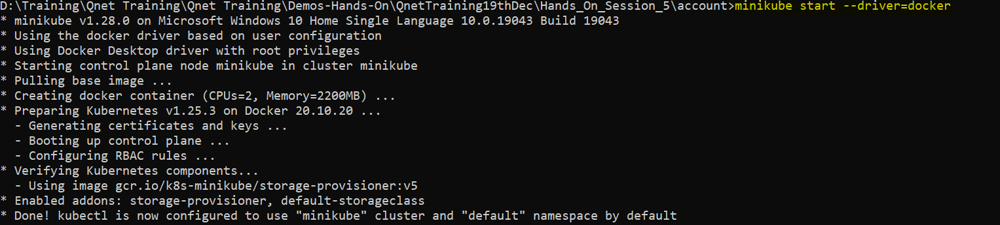 D:\Training\Qnet Training\Qnet Training\Demos-Hands-On\QnetTraining19thDec\Hands_On_Session_5\account>minikube start --driver=docker
* minikube v1.28.0 on Microsoft Windows 10 Home Single Language 10.0.19043 Build 19043
* Using the docker driver based on user configuration
* Using Docker Desktop driver with root privileges
* Starting control plane node minikube in cluster minikube
* Pulling base image ...
* Creating docker container (CPUs=2, Memory=2200MB) ...
* Preparing Kubernetes v1.25.3 on Docker 20.10.20 ...
  - Generating certificates and keys ...
  - Booting up control plane ...
  - Configuring RBAC rules ...
* Verifying Kubernetes components...
  - Using image gcr.io/k8s-minikube/storage-provisioner:v5
* Enabled addons: storage-provisioner, default-storageclass
* Done! kubectl is now configured to use "minikube" cluster and "default" namespace by default